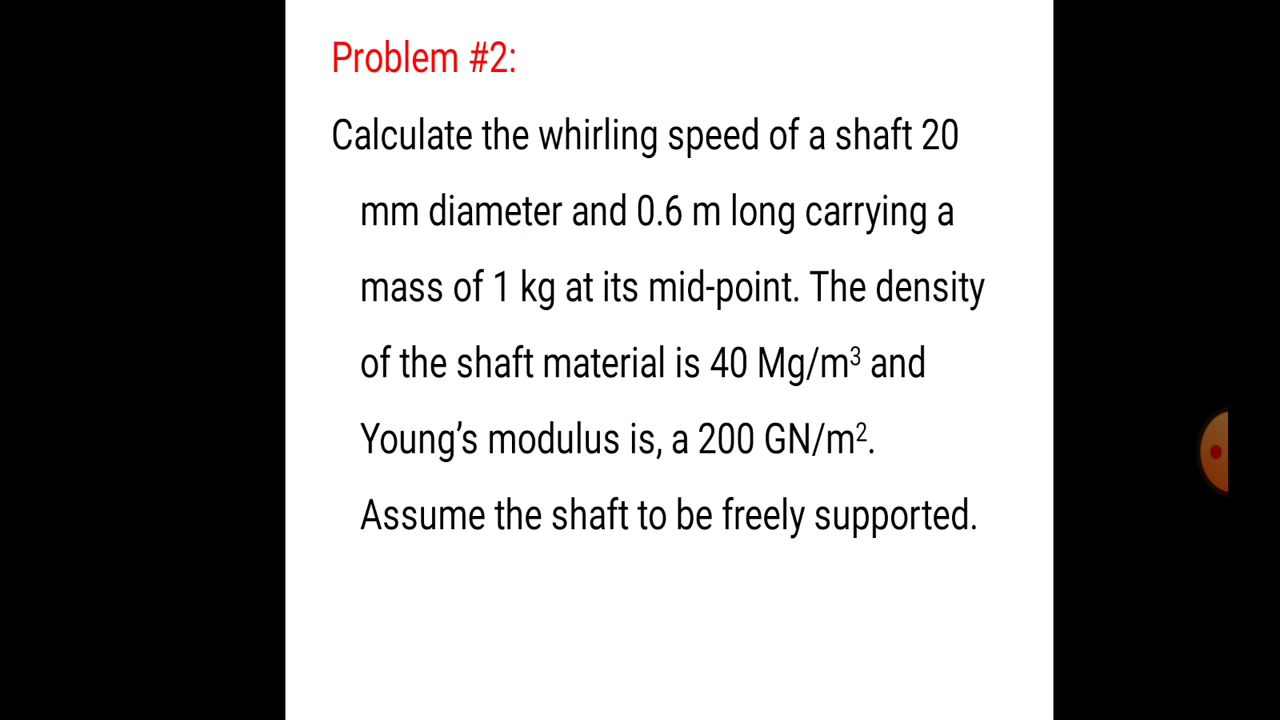 Problem #2:
Calculate the whirling speed of a shaft 20
mm diameter and 0.6 m long carrying a
mass of 1 kg at its mid-point. The density
of the shaft material is 40 Mg/m³ and
Young’s modulus is, a 200 GN/m².
Assume the shaft to be freely supported.